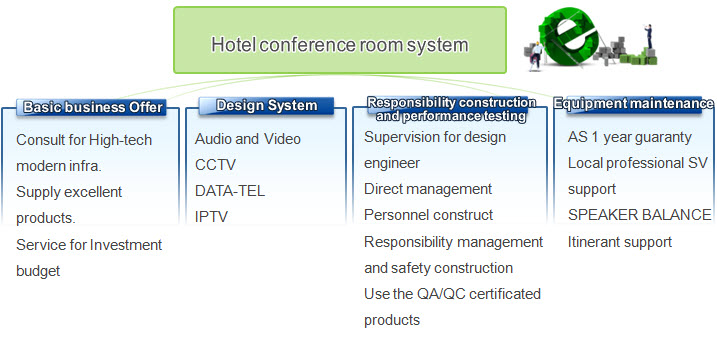 Hotel conference room system
Basic business Offer
Consult for High-tech
modern infra.
Supply excellent
products.
Service for Investment
budget
Design System
Audio and Video
CCTV
DATA-TEL
IPTV
Responsibility construction
and performance testing
Supervision for design
engineer
Direct management
Personnel construct
Responsibility management
and safety construction
Use the QA/QC certificated
products
Equipment maintenance
AS 1 year guaranty
Local professional SV
support
SPEAKER BALANCE
Itinerant support